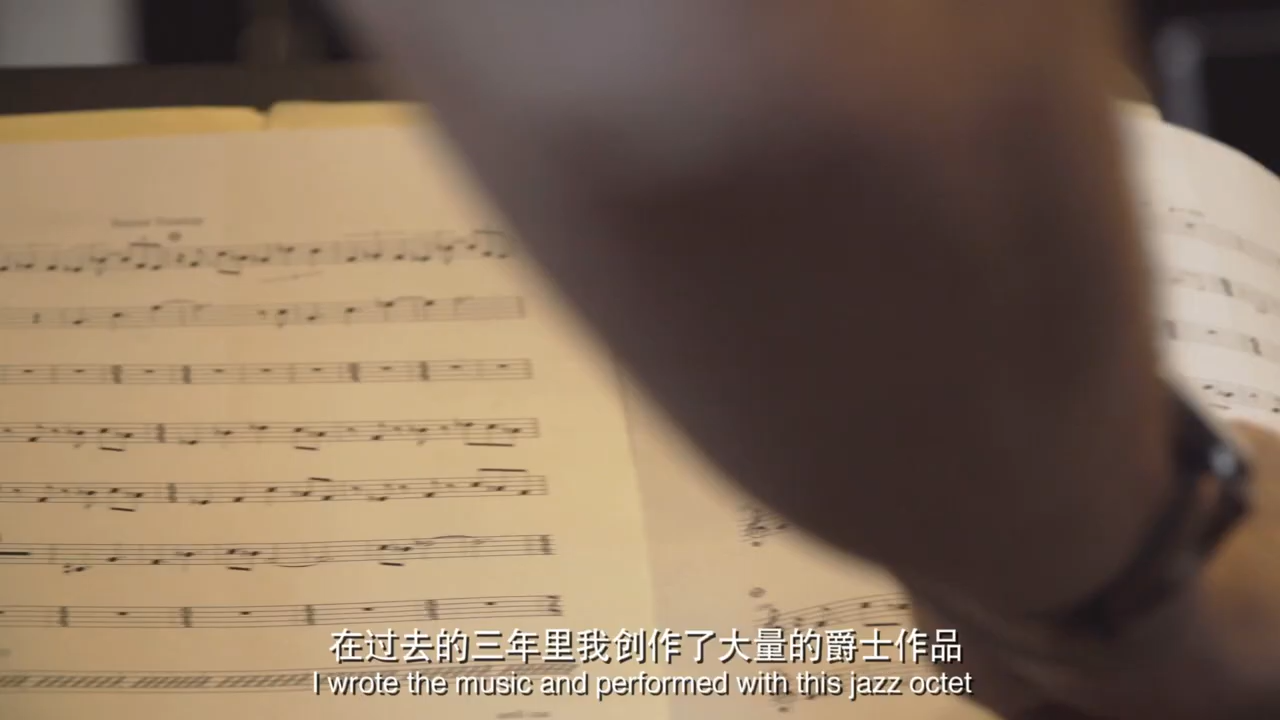 在过去的三年里我创作了大量的爵士作品
I wrote the music and performed with this jazz octet